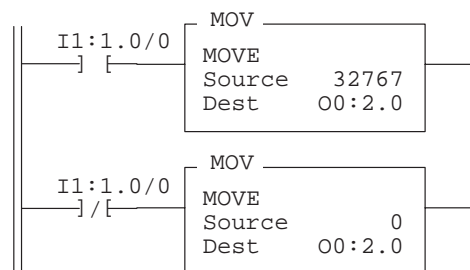 MOV
I1:1.0/0
] [
MOVE
Source 32767
Dest O0:2.0
MOV
I1:1.0/0
]/[
MOVE
Source 0
Dest O0:2.0